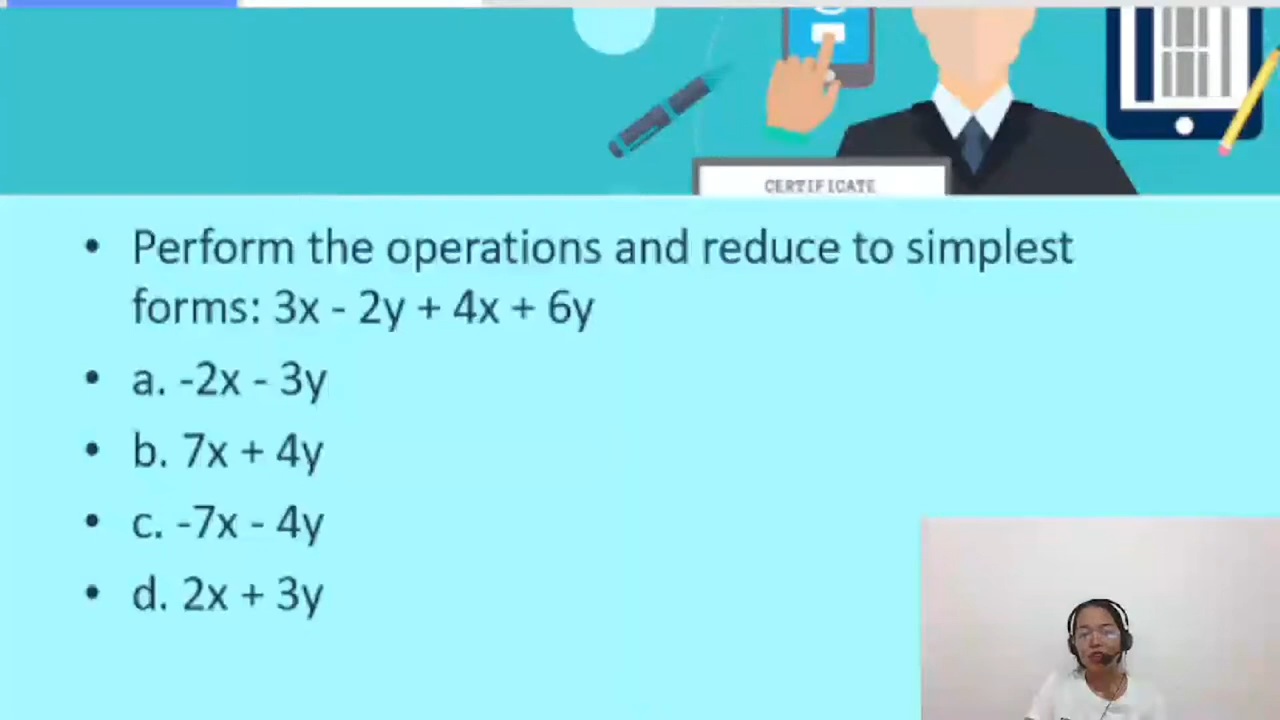 CERTIFICATE
• Perform the operations and reduce to simplest
forms: 3x - 2y + 4x + 6y
• a. -2x - 3y
• b. 7x + 4y
• c. -7x - 4y
• d. 2x + 3y